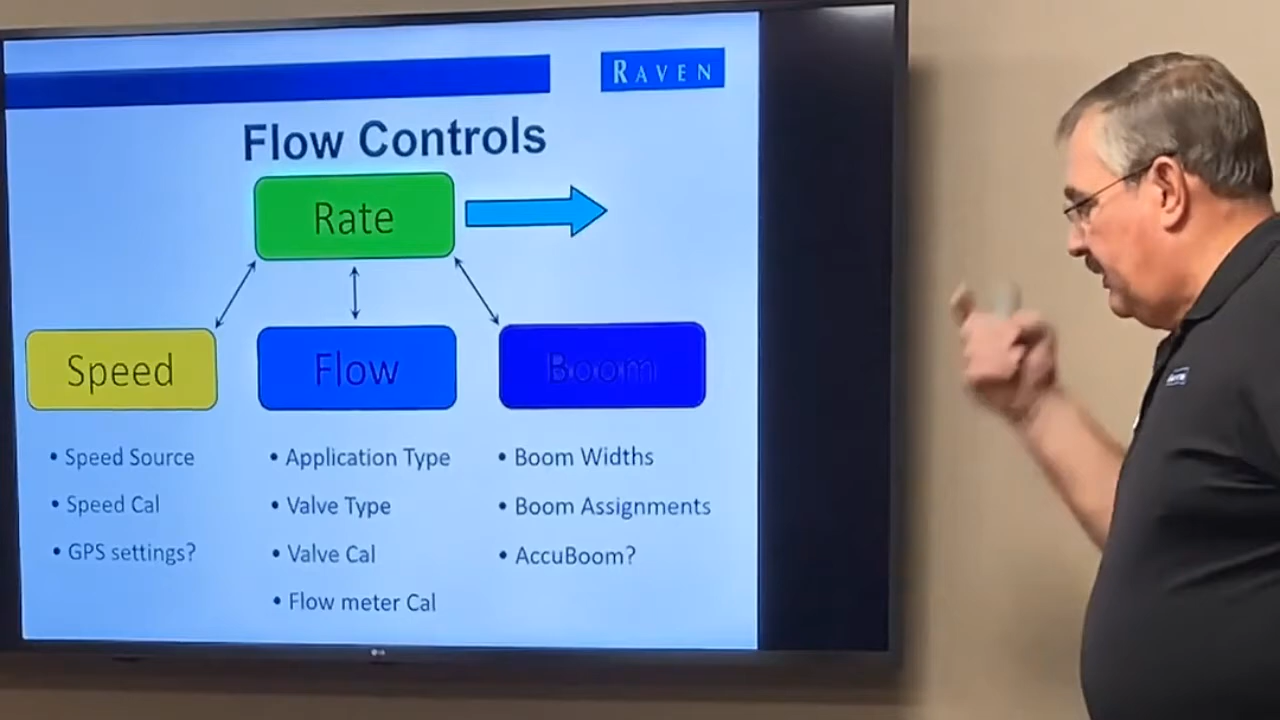 RAVEN
Flow Controls
Rate
Speed
Flow
Boom
• Speed Source
• Speed Cal
• GPS settings?
• Application Type
• Valve Type
• Valve Cal
• Flow meter Cal
• Boom Widths
• Boom Assignments
• AccuBoom?
LG